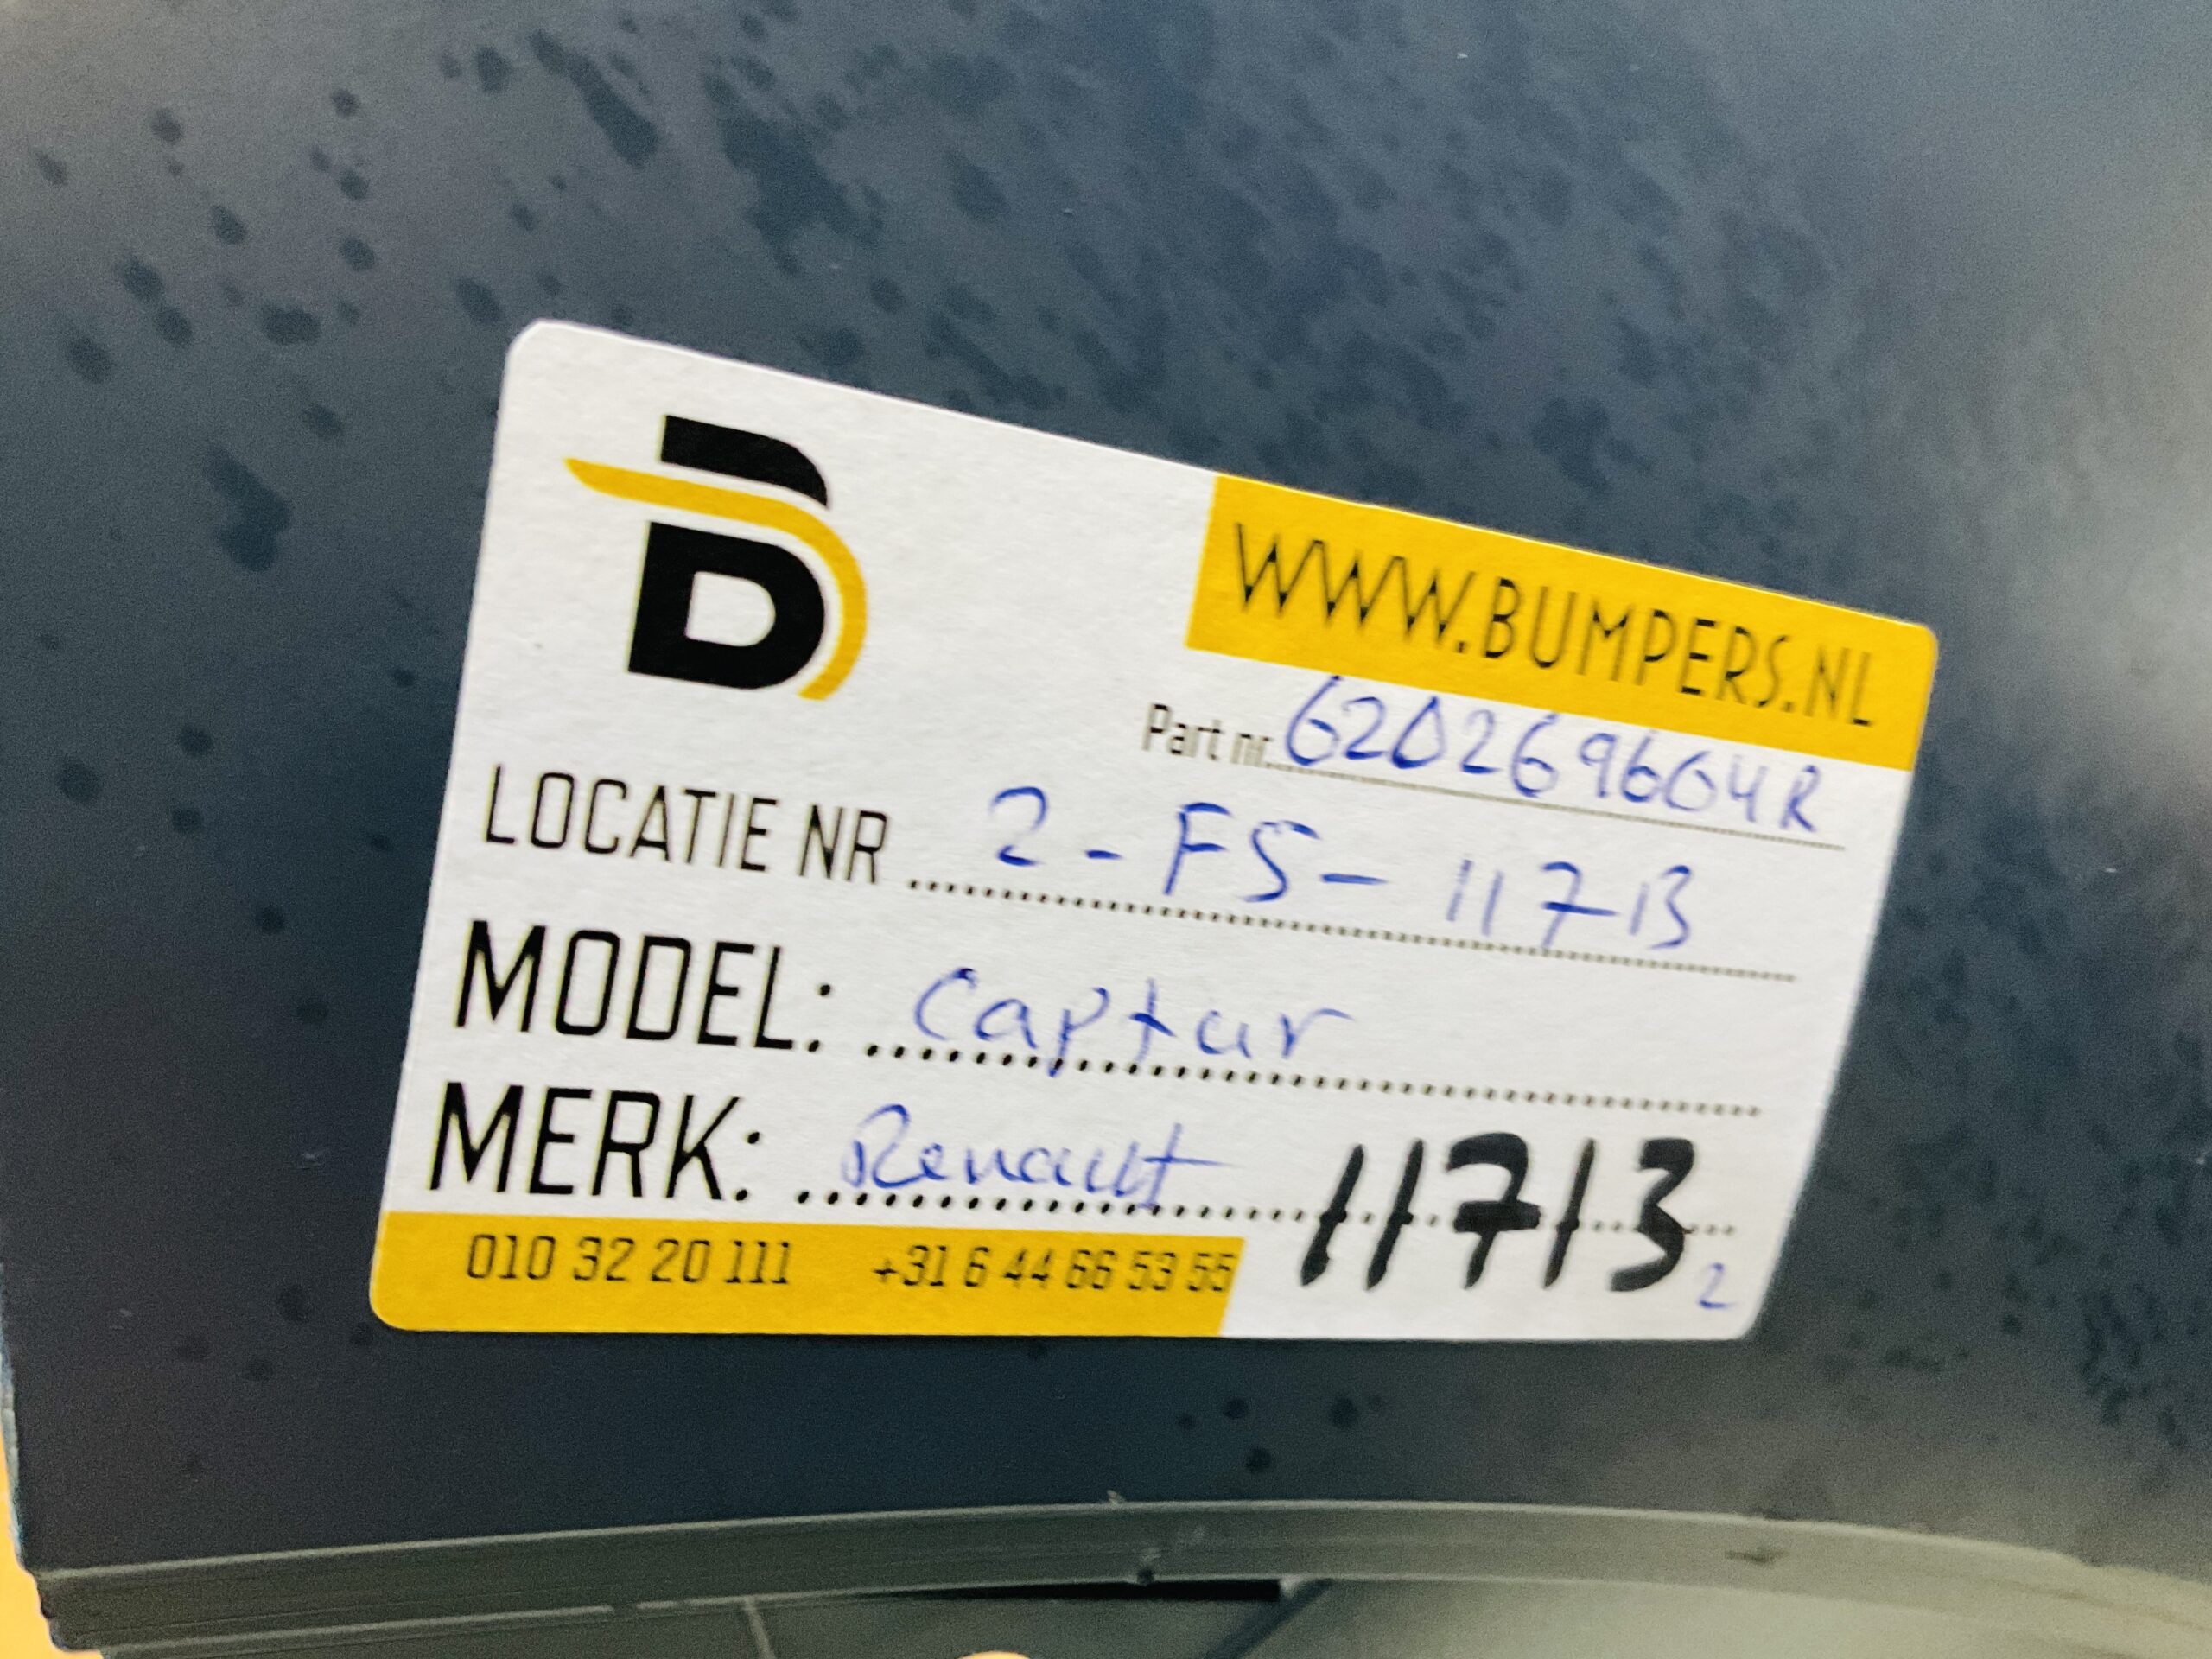 B
WWW.BUMPERS.NL
Part nr. 620269604R
LOCATIE NR 2-FS-11713
MODEL: Captur
MERK: Renault
11713
2
010 32 20 111 +31 6 44 66 53 55